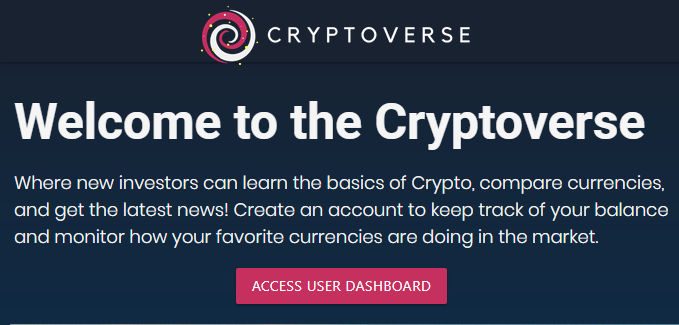 CRYPTOVERSE
Welcome to the Cryptoverse
Where new investors can learn the basics of Crypto, compare currencies,
and get the latest news! Create an account to keep track of your balance
and monitor how your favorite currencies are doing in the market.
ACCESS USER DASHBOARD